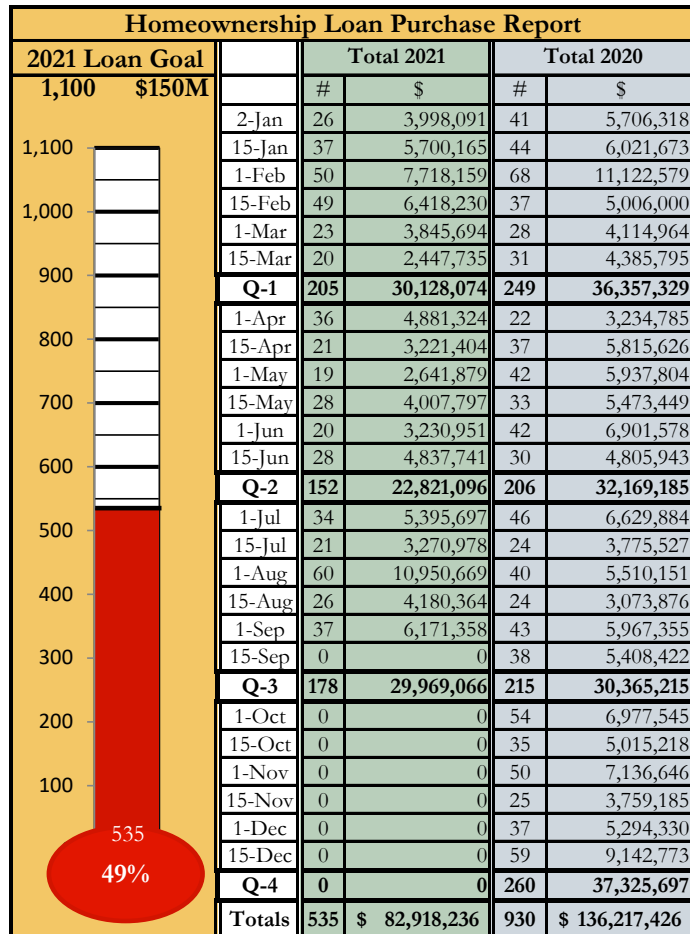 Homeownership Loan Purchase Report
2021 Loan Goal Total 2021 Total 2020
1,100 $150M # $ # $
2-Jan 26 3,998,091 41 5,706,318
1,100 15-Jan 37 5,700,165 44 6,021,673
1-Feb 50 7,718,159 68 11,122,579
1,000 15-Feb 49 6,418,230 37 5,006,000
1-Mar 23 3,845,694 28 4,114,964
900 15-Mar 20 2,447,735 31 4,385,795
Q-1 205 30,128,074 249 36,357,329
1-Apr 36 4,881,324 22 3,234,785
800 15-Apr 21 3,221,404 37 5,815,626
1-May 19 2,641,879 42 5,937,804
700 15-May 28 4,007,797 33 5,473,449
1-Jun 20 3,230,951 42 6,901,578
600 15-Jun 28 4,837,741 30 4,805,943
Q-2 152 22,821,096 206 32,169,185
500 1-Jul 34 5,395,697 46 6,629,884
15-Jul 21 3,270,978 24 3,775,527
1-Aug 60 10,950,669 40 5,510,151
400 15-Aug 26 4,180,364 24 3,073,876
1-Sep 37 6,171,358 43 5,967,355
300 15-Sep 0 0 38 5,408,422
Q-3 178 29,969,066 215 30,365,215
200 1-Oct 0 0 54 6,977,545
15-Oct 0 0 35 5,015,218
100 1-Nov 0 0 50 7,136,646
15-Nov 0 0 25 3,759,185
535 1-Dec 0 0 37 5,294,330
49% 15-Dec 0 0 59 9,142,773
Q-4 0 0 260 37,325,697
Totals 535 $ 82,918,236 930 $ 136,217,426